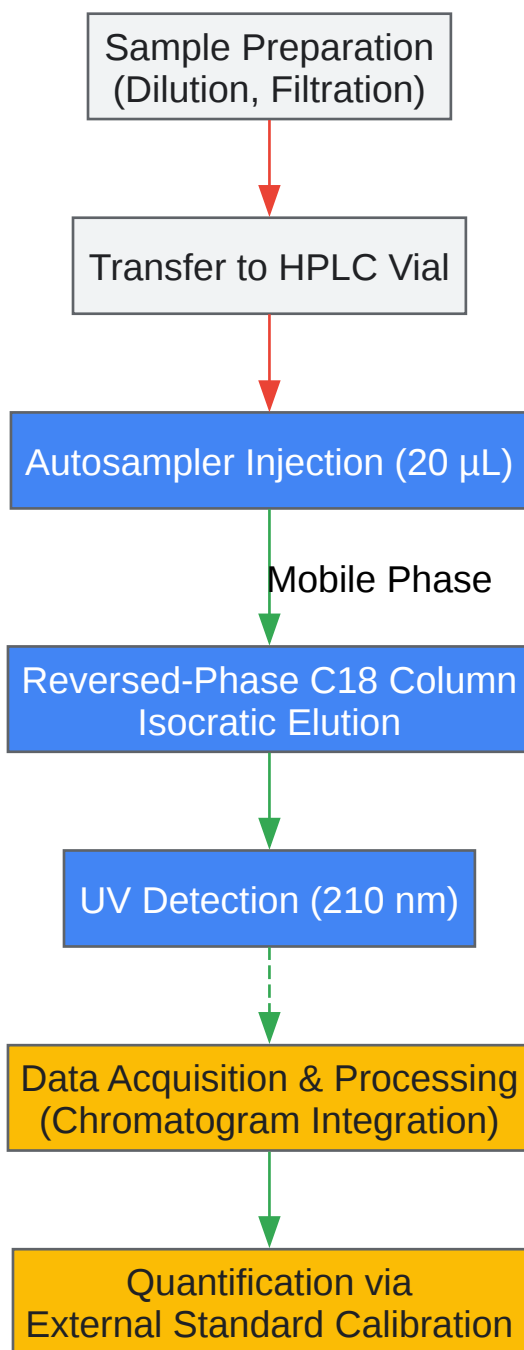 Sample Preparation
(Dilution, Filtration)
Transfer to HPLC Vial
Autosampler Injection (20 µL)
Mobile Phase
Reversed-Phase C18 Column
Isocratic Elution
UV Detection (210 nm)
Data Acquisition & Processing
(Chromatogram Integration)
Quantification via
External Standard Calibration